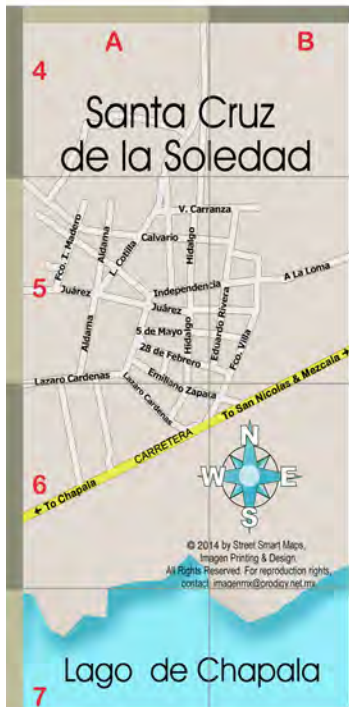 A
B
4
Santa Cruz
de la Soledad
V. Carranza
Fco. I. Madero
Aldama
Calvario
Hidalgo
L. Cotilla
A La Loma
5
Independencia
Juárez
Juárez
Eduardo Rivera
5 de Mayo
Hidalgo
Aldama
28 de Febrero
Fco. Villa
Lazaro Cardenas
Emiliano Zapata
Lazaro Cardenas
To San Nicolas & Mezcala →
CARRETERA
N
6
W
E
← To Chapala
S
© 2014 by Street Smart Maps,
Imagen Printing & Design.
All Rights Reserved. For reproduction rights,
contact: imagenmx@prodigy.net.mx
Lago de Chapala
7